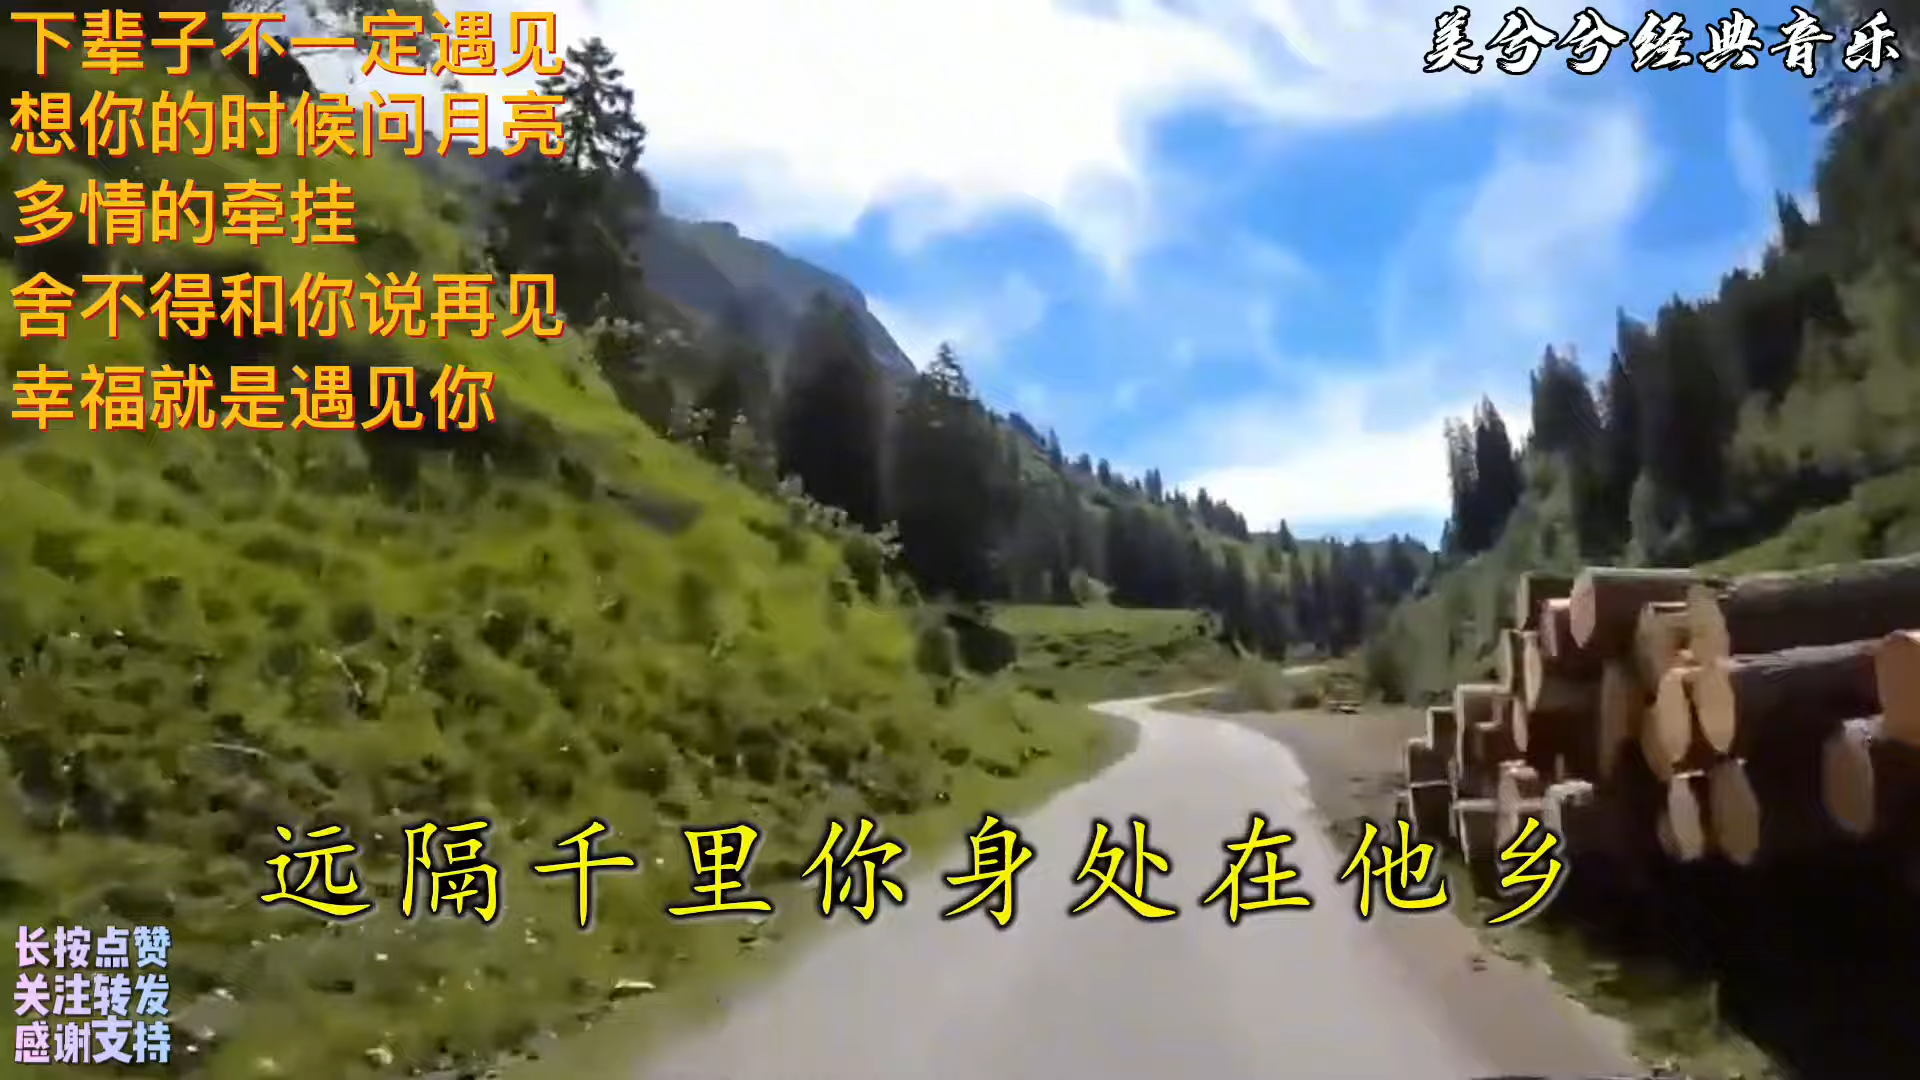 下辈子不一定遇见
想你的时候问月亮
多情的牵挂
舍不得和你说再见
幸福就是遇见你
美兮兮经典音乐
远隔千里你身处在他乡
长按点赞
关注转发
感谢支持